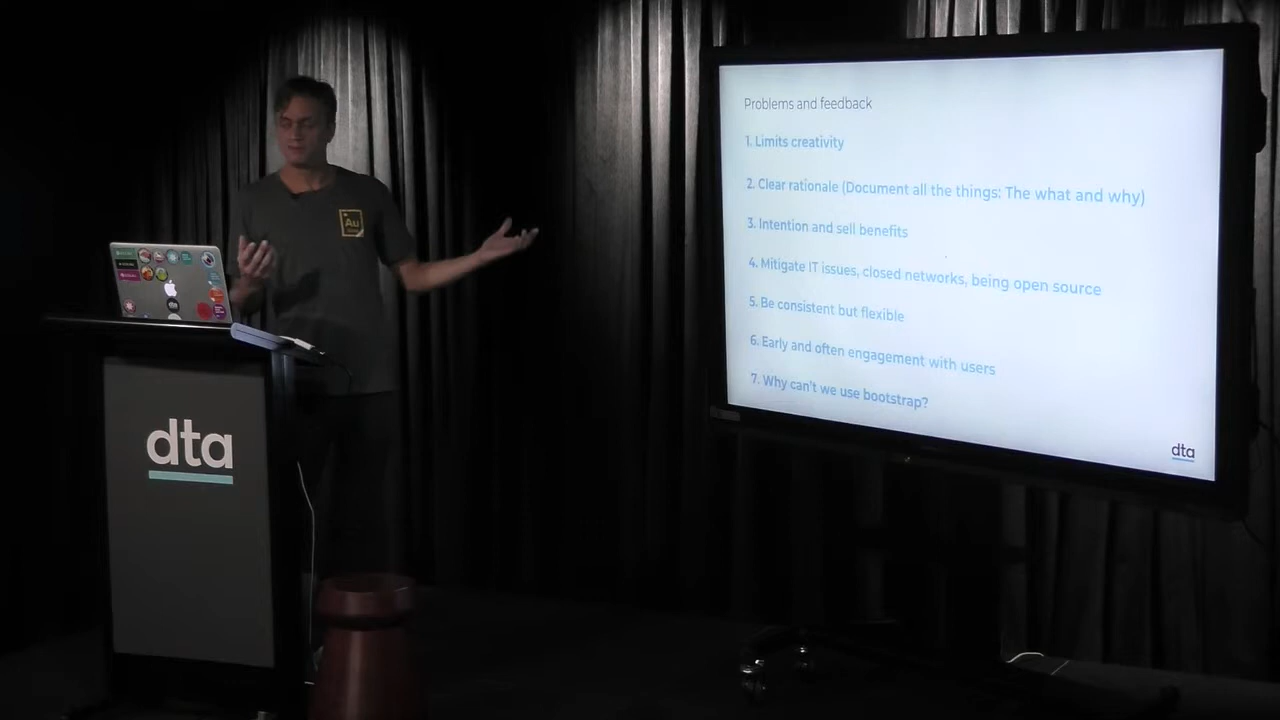 Problems and feedback
1. Limits creativity
2. Clear rationale (Document all the things: The what and why)
3. Intention and sell benefits
4. Mitigate IT issues, closed networks, being open source
5. Be consistent but flexible
6. Early and often engagement with users
7. Why can't we use bootstrap?
dta
Au
dta